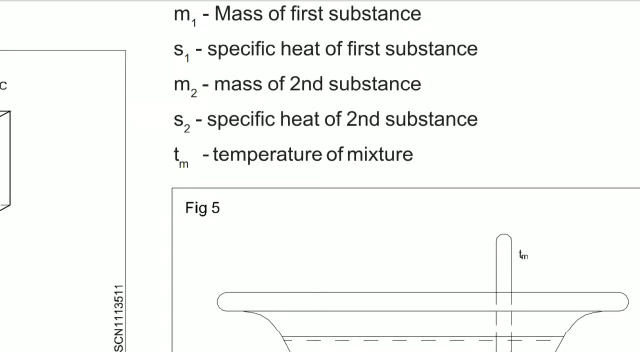 m₁ - Mass of first substance
s₁ - specific heat of first substance
m₂ - mass of 2nd substance
s₂ - specific heat of 2nd substance
tₘ - temperature of mixture
C
SCN1113511
Fig 5
tₘ